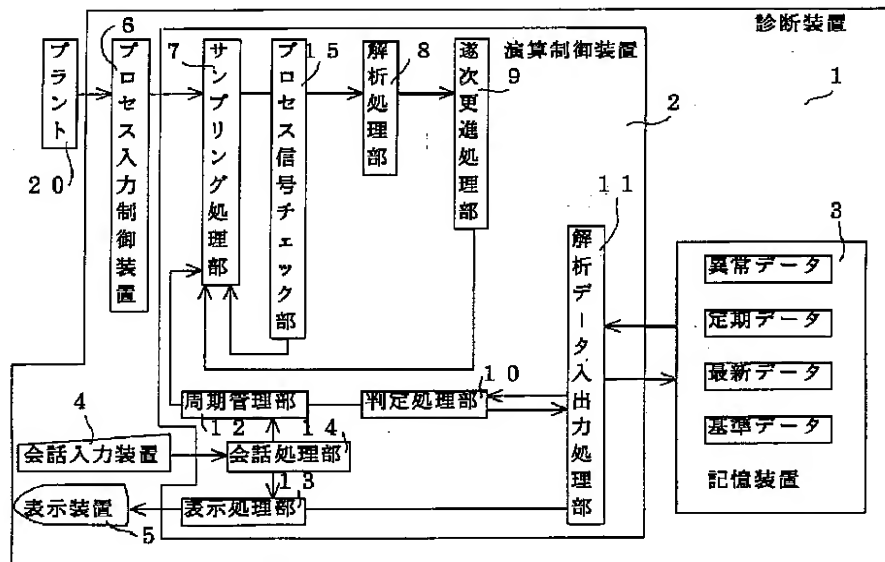 診断装置
1
演算制御装置
2
プラント
20
6
プロセス入力制御装置
7
サンプリング処理部
15
プロセス信号チェック部
8
解析処理部
9
遂次更進処理部
11
解析データ入出力処理部
3
異常データ
定期データ
最新データ
基準データ
記憶装置
10
周期管理部
判定処理部
12
14
4
会話入力装置
会話処理部
13
表示装置
表示処理部
5